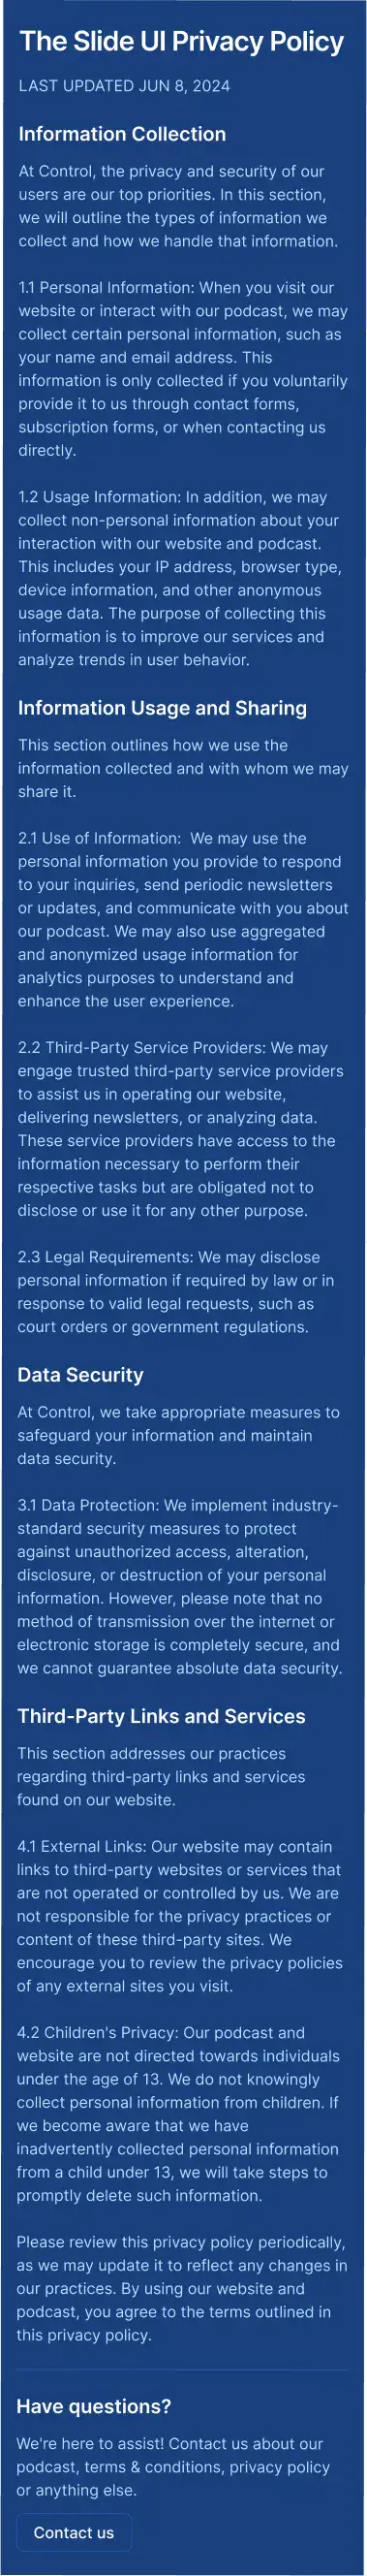 The Slide UI Privacy Policy
LAST UPDATED JUN 8, 2024
Information Collection
At Control, the privacy and security of our
users are our top priorities. In this section,
we will outline the types of information we
collect and how we handle that information.
1.1 Personal Information: When you visit our
website or interact with our podcast, we may
collect certain personal information, such as
your name and email address. This
information is only collected if you voluntarily
provide it to us through contact forms,
subscription forms, or when contacting us
directly.
1.2 Usage Information: In addition, we may
collect non-personal information about your
interaction with our website and podcast.
This includes your IP address, browser type,
device information, and other anonymous
usage data. The purpose of collecting this
information is to improve our services and
analyze trends in user behavior.
Information Usage and Sharing
This section outlines how we use the
information collected and with whom we may
share it.
2.1 Use of Information:  We may use the
personal information you provide to respond
to your inquiries, send periodic newsletters
or updates, and communicate with you about
our podcast. We may also use aggregated
and anonymized usage information for
analytics purposes to understand and
enhance the user experience.
2.2 Third-Party Service Providers: We may
engage trusted third-party service providers
to assist us in operating our website,
delivering newsletters, or analyzing data.
These service providers have access to the
information necessary to perform their
respective tasks but are obligated not to
disclose or use it for any other purpose.
2.3 Legal Requirements: We may disclose
personal information if required by law or in
response to valid legal requests, such as
court orders or government regulations.
Data Security
At Control, we take appropriate measures to
safeguard your information and maintain
data security.
3.1 Data Protection: We implement industry-
standard security measures to protect
against unauthorized access, alteration,
disclosure, or destruction of your personal
information. However, please note that no
method of transmission over the internet or
electronic storage is completely secure, and
we cannot guarantee absolute data security.
Third-Party Links and Services
This section addresses our practices
regarding third-party links and services
found on our website.
4.1 External Links: Our website may contain
links to third-party websites or services that
are not operated or controlled by us. We are
not responsible for the privacy practices or
content of these third-party sites. We
encourage you to review the privacy policies
of any external sites you visit.
4.2 Children's Privacy: Our podcast and
website are not directed towards individuals
under the age of 13. We do not knowingly
collect personal information from children. If
we become aware that we have
inadvertently collected personal information
from a child under 13, we will take steps to
promptly delete such information.
Please review this privacy policy periodically,
as we may update it to reflect any changes in
our practices. By using our website and
podcast, you agree to the terms outlined in
this privacy policy.
Have questions?
We're here to assist! Contact us about our
podcast, terms & conditions, privacy policy
or anything else.
Contact us